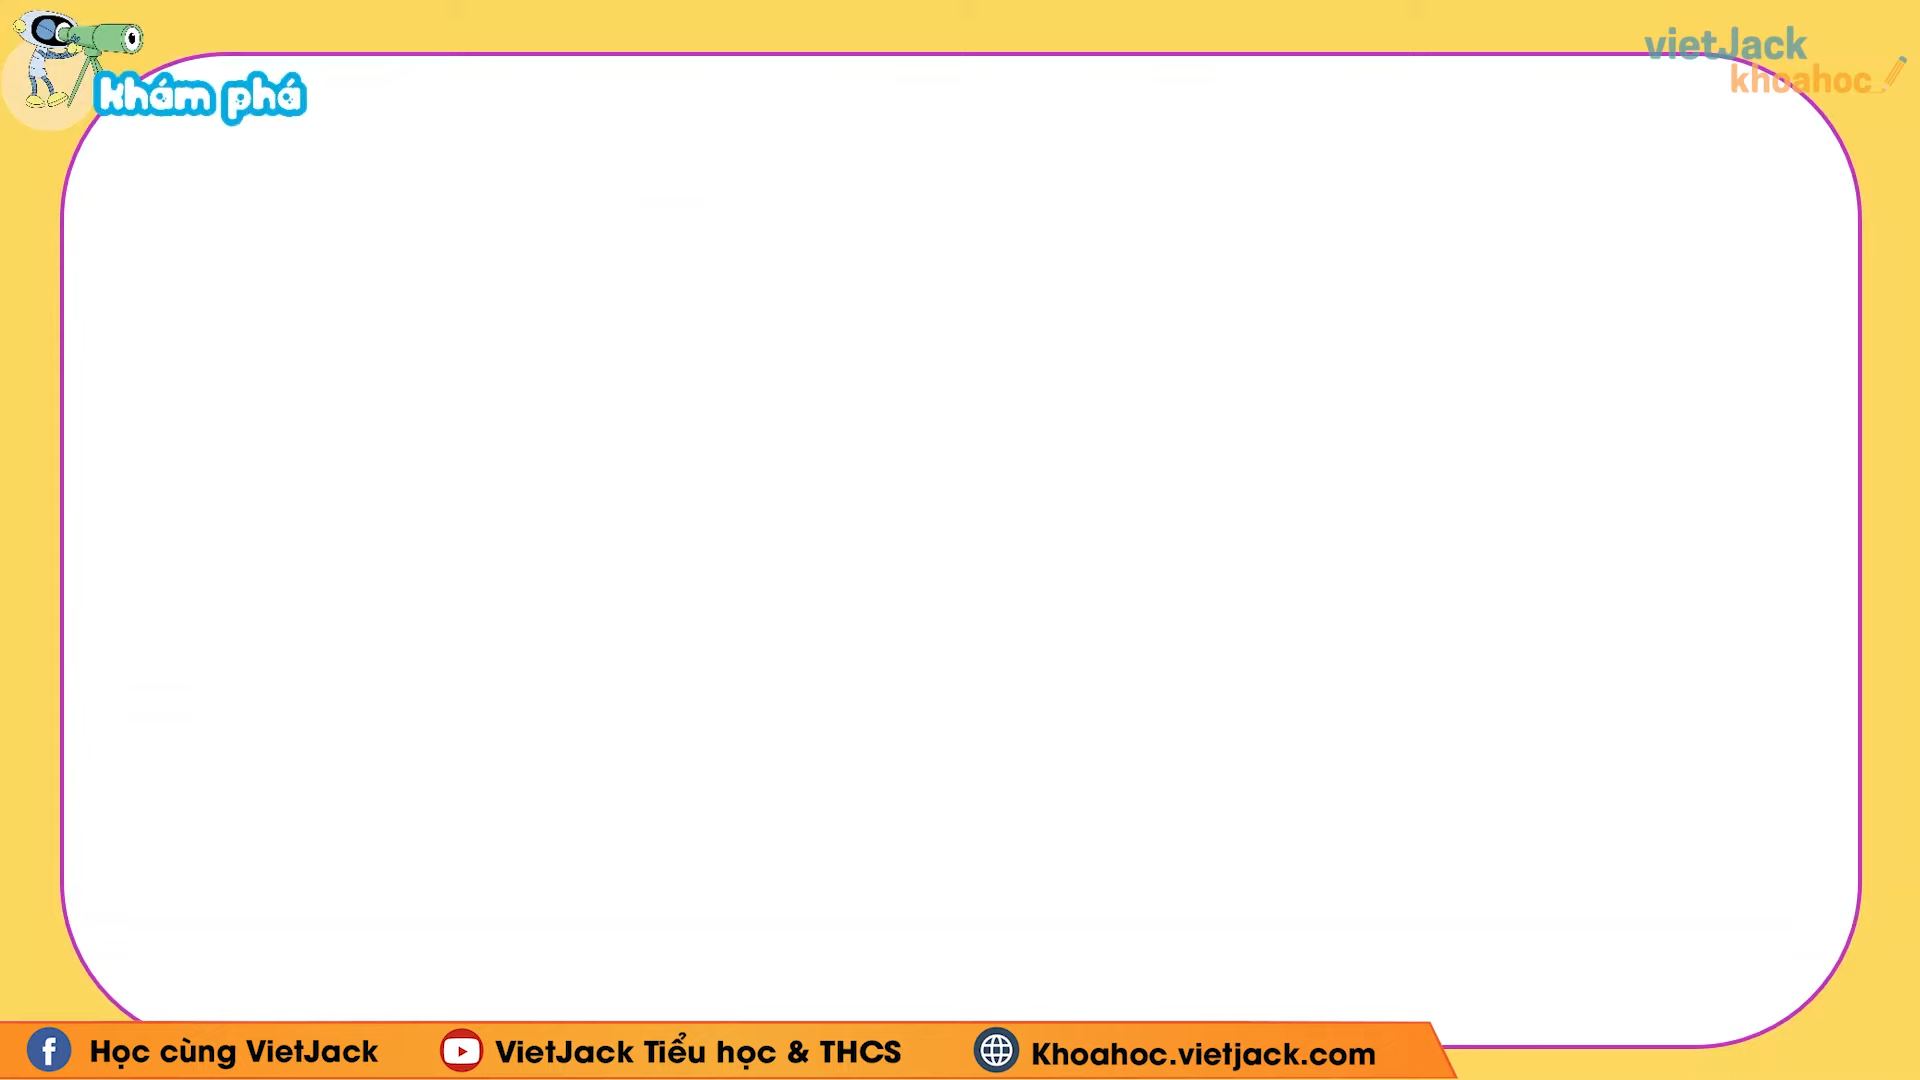 vietJack
khoahoc
Khám phá
Học cùng VietJack
VietJack Tiểu học & THCS
Khoahoc.vietjack.com